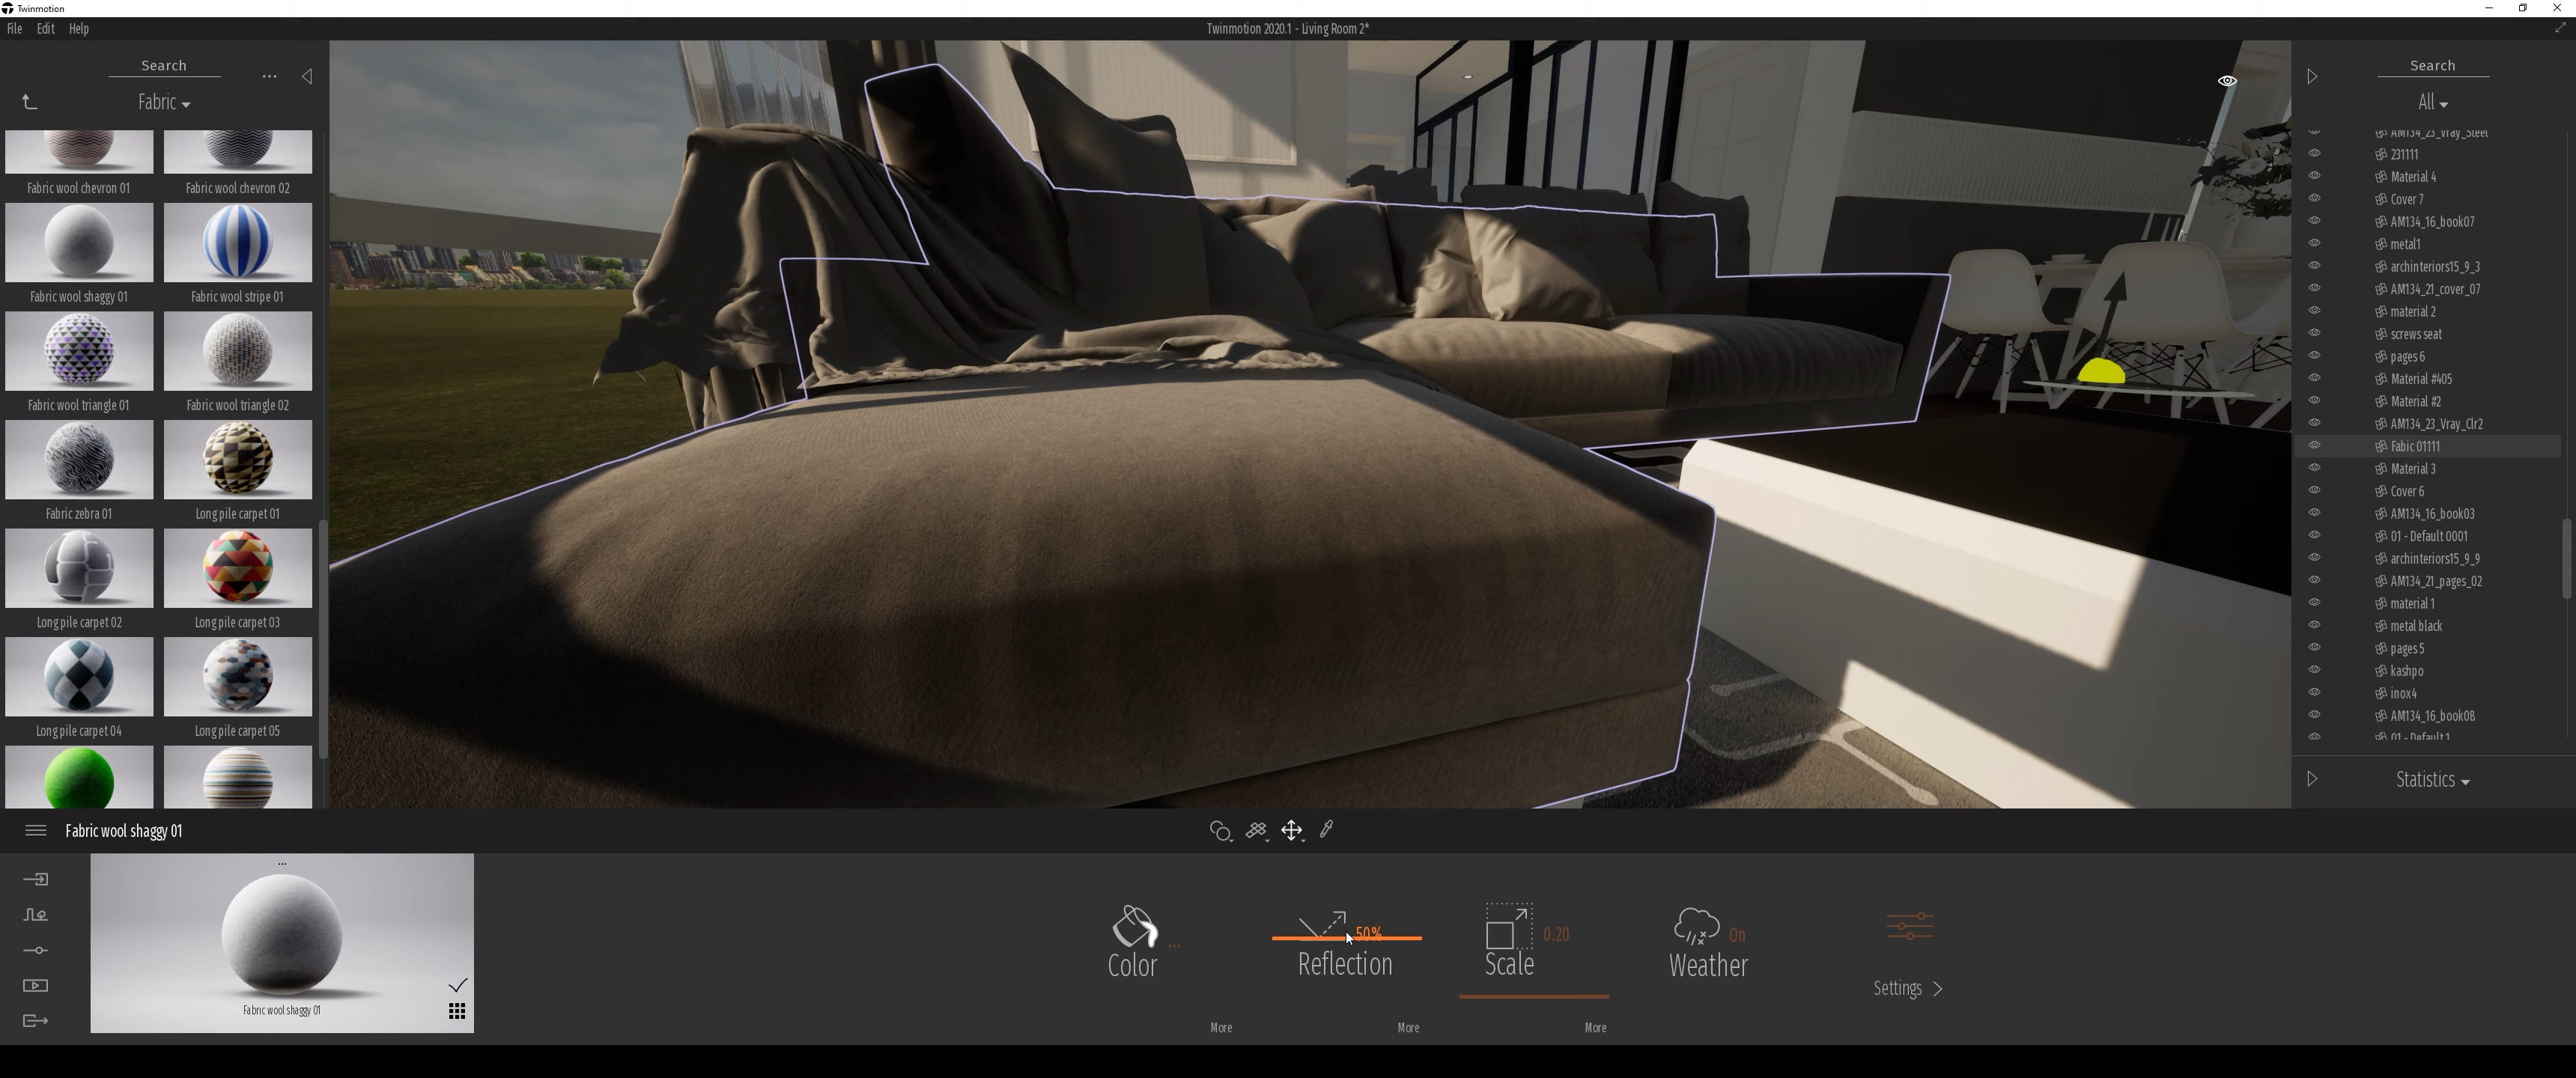 Twinmotion
File Edit Help
Twinmotion 2020.1 - Living Room 2*
Search
...
Fabric
Fabric wool chevron 01
Fabric wool chevron 02
Fabric wool shaggy 01
Fabric wool stripe 01
Fabric wool triangle 01
Fabric wool triangle 02
Fabric zebra 01
Long pile carpet 01
Long pile carpet 02
Long pile carpet 03
Long pile carpet 04
Long pile carpet 05
Search
All
AM134_23_Vray_Steel
231111
Material 4
Cover 7
AM134_16_book07
metal1
archinteriors15_9_3
AM134_21_cover_07
material 2
screws seat
pages 6
Material #405
Material #2
AM134_23_Vray_Clr2
Fabic 01111
Material 3
Cover 6
AM134_16_book03
01 - Default 0001
archinteriors15_9_9
AM134_21_pages_02
material 1
metal black
pages 5
kashpo
inox4
AM134_16_book08
01 - Default 1
Statistics
Fabric wool shaggy 01
...
Fabric wool shaggy 01
Color ...
More
50%
Reflection
More
0.20
Scale
More
On
Weather
Settings